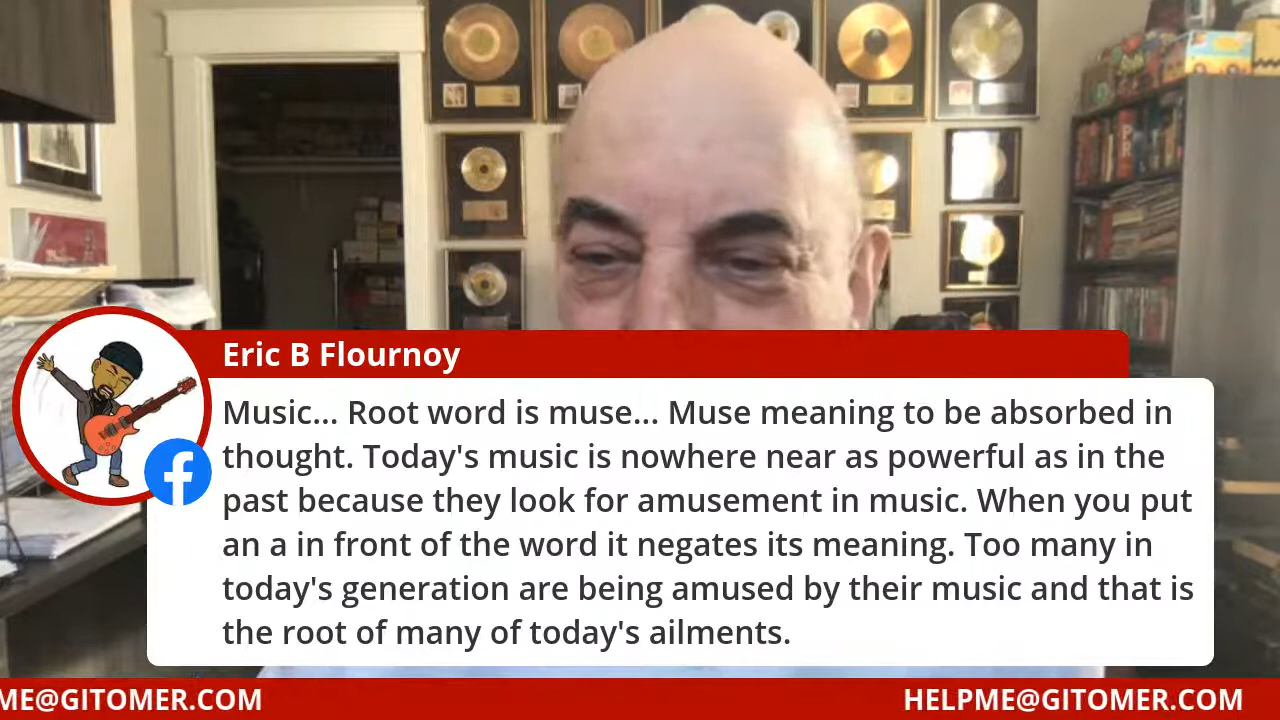 Eric B Flournoy
Music... Root word is muse... Muse meaning to be absorbed in
thought. Today's music is nowhere near as powerful as in the
past because they look for amusement in music. When you put
an a in front of the word it negates its meaning. Too many in
today's generation are being amused by their music and that is
the root of many of today's ailments.
ME@GITOMER.COM
HELPME@GITOMER.COM